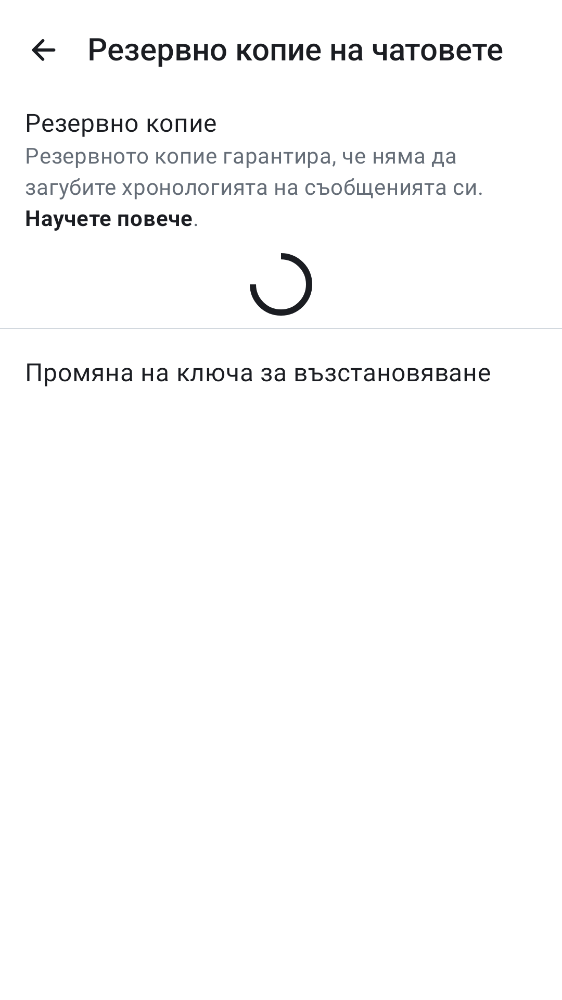 Резервно копие на чатовете
Резервно копие
Резервното копие гарантира, че няма да
загубите хронологията на съобщенията си.
Научете повече.
Промяна на ключа за възстановяване